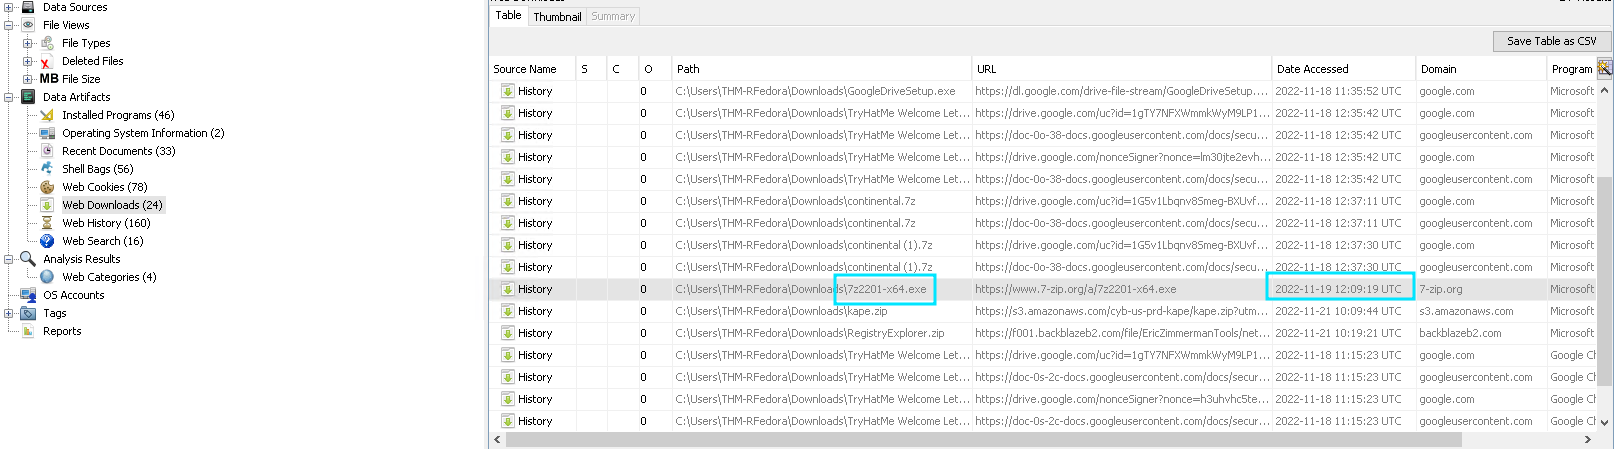 Data Sources
File Views
File Types
Deleted Files
MB File Size
Data Artifacts
Installed Programs (46)
Operating System Information (2)
Recent Documents (33)
Shell Bags (56)
Web Cookies (78)
Web Downloads (24)
Web History (160)
Web Search (16)
Analysis Results
Web Categories (4)
OS Accounts
Tags
Reports
Table Thumbnail Summary
Save Table as CSV
Source Name S C O Path URL Date Accessed Domain Program
History 0 C:\Users\THM-RFedora\Downloads\GoogleDriveSetup.exe https://dl.google.com/drive-file-stream/GoogleDriveSetup.... 2022-11-18 11:35:52 UTC google.com Microsoft
History 0 C:\Users\THM-RFedora\Downloads\TryHatMe Welcome Let... https://drive.google.com/uc?id=1gTY7NFXWmmkWyM9LP1... 2022-11-18 12:35:42 UTC google.com Microsoft
History 0 C:\Users\THM-RFedora\Downloads\TryHatMe Welcome Let... https://doc-0o-38-docs.googleusercontent.com/docs/secu... 2022-11-18 12:35:42 UTC googleusercontent.com Microsoft
History 0 C:\Users\THM-RFedora\Downloads\TryHatMe Welcome Let... https://drive.google.com/nonceSigner?nonce=lm30jte2evh... 2022-11-18 12:35:42 UTC google.com Microsoft
History 0 C:\Users\THM-RFedora\Downloads\TryHatMe Welcome Let... https://doc-0o-38-docs.googleusercontent.com/docs/secu... 2022-11-18 12:35:42 UTC googleusercontent.com Microsoft
History 0 C:\Users\THM-RFedora\Downloads\continental.7z https://drive.google.com/uc?id=1G5v1Lbqnv8Smeg-BXUvf... 2022-11-18 12:37:11 UTC google.com Microsoft
History 0 C:\Users\THM-RFedora\Downloads\continental.7z https://doc-0o-38-docs.googleusercontent.com/docs/secu... 2022-11-18 12:37:11 UTC googleusercontent.com Microsoft
History 0 C:\Users\THM-RFedora\Downloads\continental (1).7z https://drive.google.com/uc?id=1G5v1Lbqnv8Smeg-BXUvf... 2022-11-18 12:37:30 UTC google.com Microsoft
History 0 C:\Users\THM-RFedora\Downloads\continental (1).7z https://doc-0o-38-docs.googleusercontent.com/docs/secu... 2022-11-18 12:37:30 UTC googleusercontent.com Microsoft
History 0 C:\Users\THM-RFedora\Downloads\7z2201-x64.exe https://www.7-zip.org/a/7z2201-x64.exe 2022-11-19 12:09:19 UTC 7-zip.org Microsoft
History 0 C:\Users\THM-RFedora\Downloads\kape.zip https://s3.amazonaws.com/cyb-us-prd-kape/kape.zip?utm... 2022-11-21 10:09:44 UTC s3.amazonaws.com Microsoft
History 0 C:\Users\THM-RFedora\Downloads\RegistryExplorer.zip https://f001.backblazeb2.com/file/EricZimmermanTools/net... 2022-11-21 10:19:21 UTC backblazeb2.com Microsoft
History 0 C:\Users\THM-RFedora\Downloads\TryHatMe Welcome Let... https://drive.google.com/uc?id=1gTY7NFXWmmkWyM9LP1... 2022-11-18 11:15:23 UTC google.com Google Ch
History 0 C:\Users\THM-RFedora\Downloads\TryHatMe Welcome Let... https://doc-0s-2c-docs.googleusercontent.com/docs/secur... 2022-11-18 11:15:23 UTC googleusercontent.com Google Ch
History 0 C:\Users\THM-RFedora\Downloads\TryHatMe Welcome Let... https://drive.google.com/nonceSigner?nonce=h3uhvhc5te... 2022-11-18 11:15:23 UTC google.com Google Ch
History 0 C:\Users\THM-RFedora\Downloads\TryHatMe Welcome Let... https://doc-0s-2c-docs.googleusercontent.com/docs/secur... 2022-11-18 11:15:23 UTC googleusercontent.com Google Ch